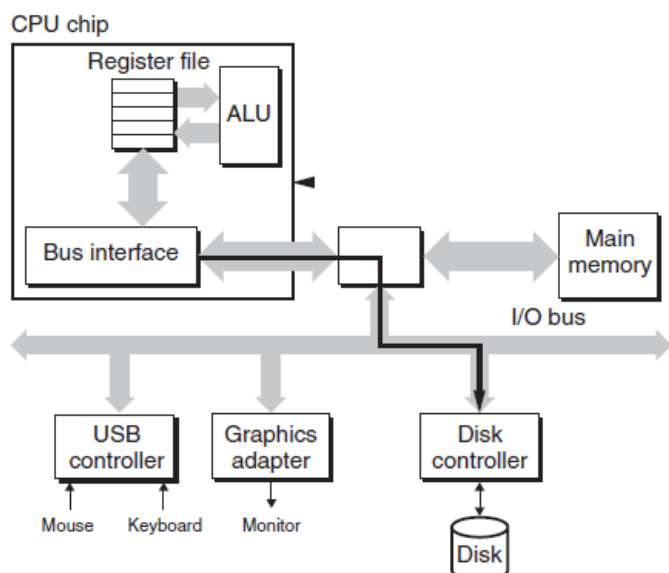 CPU chip
Register file
ALU
Bus interface
Main
memory
I/O bus
USB
controller
Graphics
adapter
Disk
controller
Mouse
Keyboard
Monitor
Disk